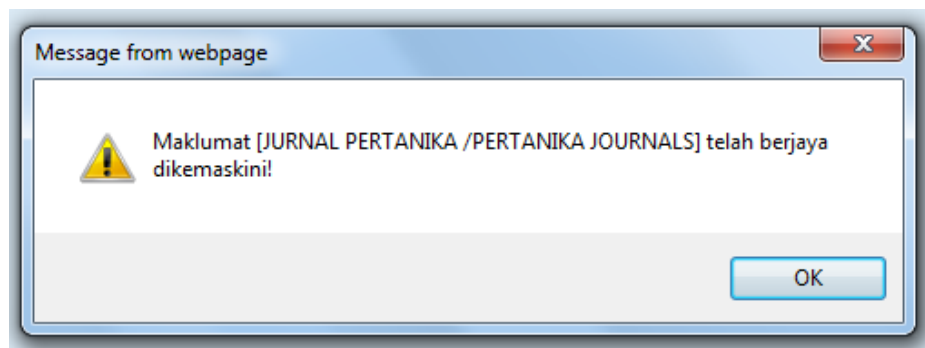 Message from webpage
Maklumat [JURNAL PERTANIKA /PERTANIKA JOURNALS] telah berjaya
dikemaskini!
OK